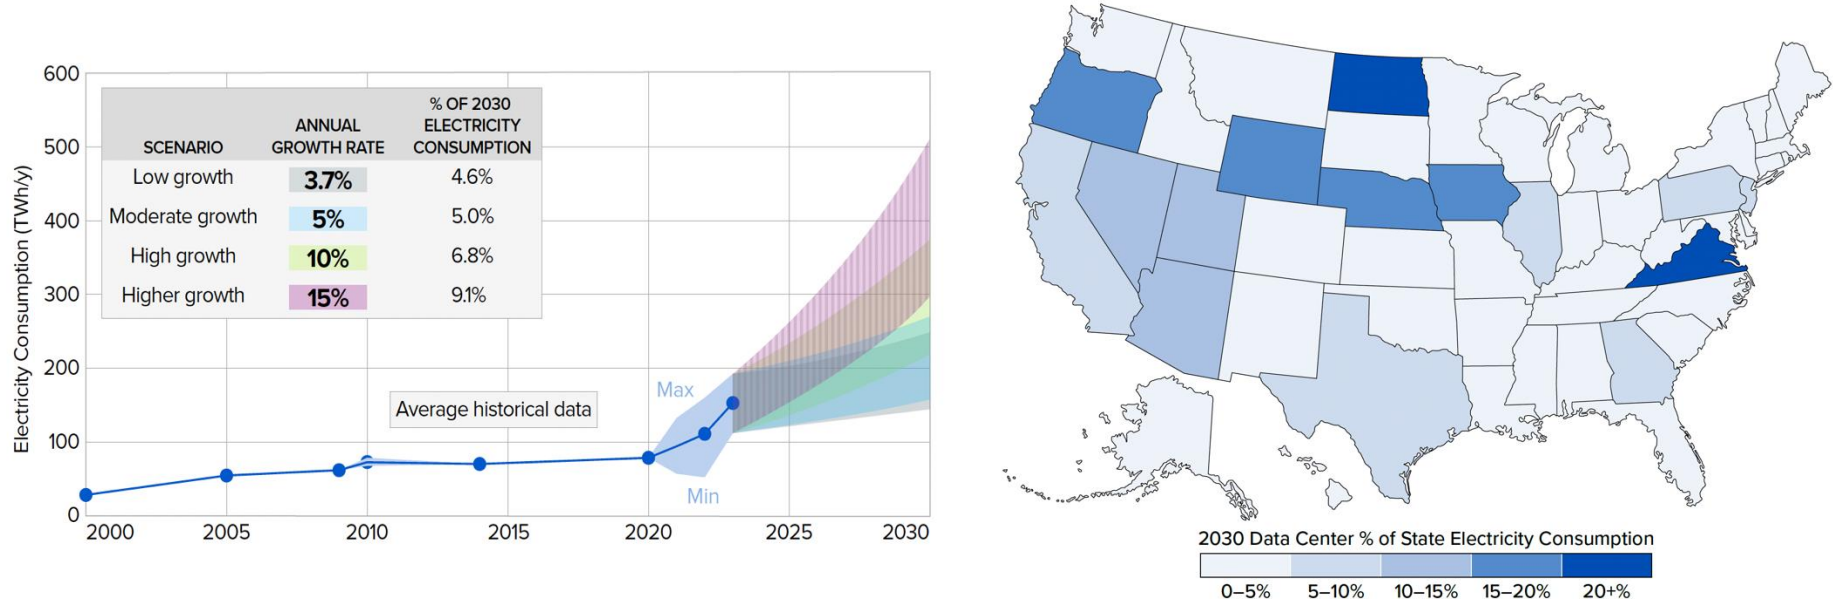 Electricity Consumption (TWh/y)
600
500
400
300
200
100
0
SCENARIO
ANNUAL
GROWTH RATE
% OF 2030
ELECTRICITY
CONSUMPTION
Low growth 3.7% 4.6%
Moderate growth 5% 5.0%
High growth 10% 6.8%
Higher growth 15% 9.1%
Max
Average historical data
Min
2000 2005 2010 2015 2020 2025 2030
2030 Data Center % of State Electricity Consumption
0–5% 5–10% 10–15% 15–20% 20+%